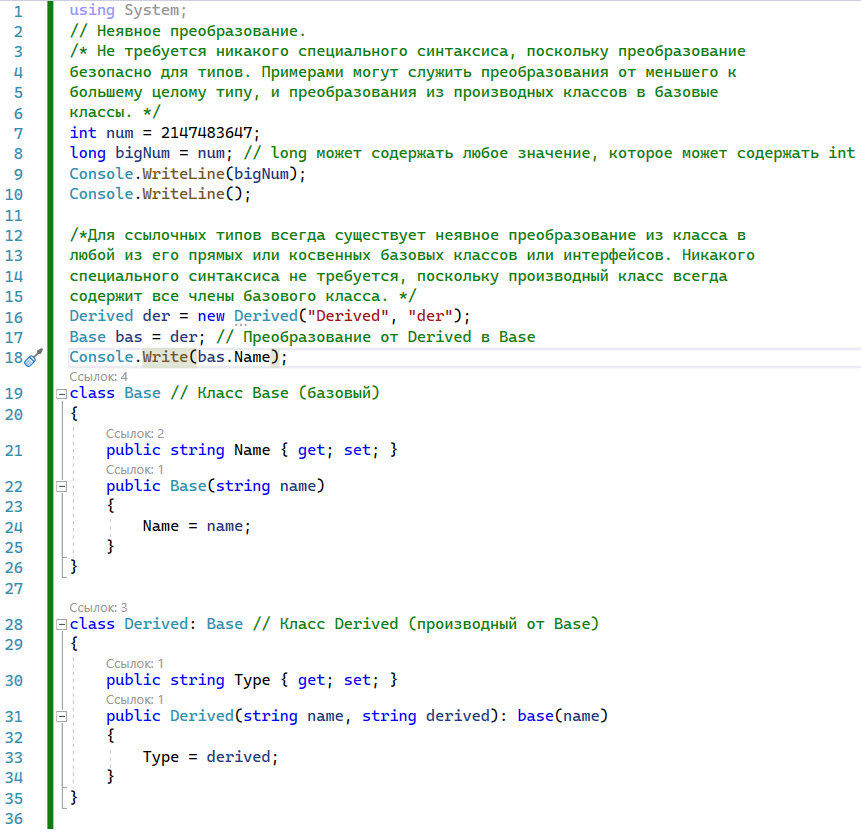 1 using System;
2 // Неявное преобразование.
3 /* Не требуется никакого специального синтаксиса, поскольку преобразование
4 безопасно для типов. Примерами могут служить преобразования от меньшего к
5 большему целому типу, и преобразования из производных классов в базовые
6 классы. */
7 int num = 2147483647;
8 long bigNum = num; // long может содержать любое значение, которое может содержать int
9 Console.WriteLine(bigNum);
10 Console.WriteLine();
11
12 /*Для ссылочных типов всегда существует неявное преобразование из класса в
13 любой из его прямых или косвенных базовых классов или интерфейсов. Никакого
14 специального синтаксиса не требуется, поскольку производный класс всегда
15 содержит все члены базового класса. */
16 Derived der = new Derived("Derived", "der");
17 Base bas = der; // Преобразование от Derived в Base
18 Console.Write(bas.Name);
Ссылок: 4
19 class Base // Класс Base (базовый)
20 {
Ссылок: 2
21 public string Name { get; set; }
Ссылок: 1
22 public Base(string name)
23 {
24 Name = name;
25 }
26 }
27
Ссылок: 3
28 class Derived: Base // Класс Derived (производный от Base)
29 {
Ссылок: 1
30 public string Type { get; set; }
Ссылок: 1
31 public Derived(string name, string derived): base(name)
32 {
33 Type = derived;
34 }
35 }
36